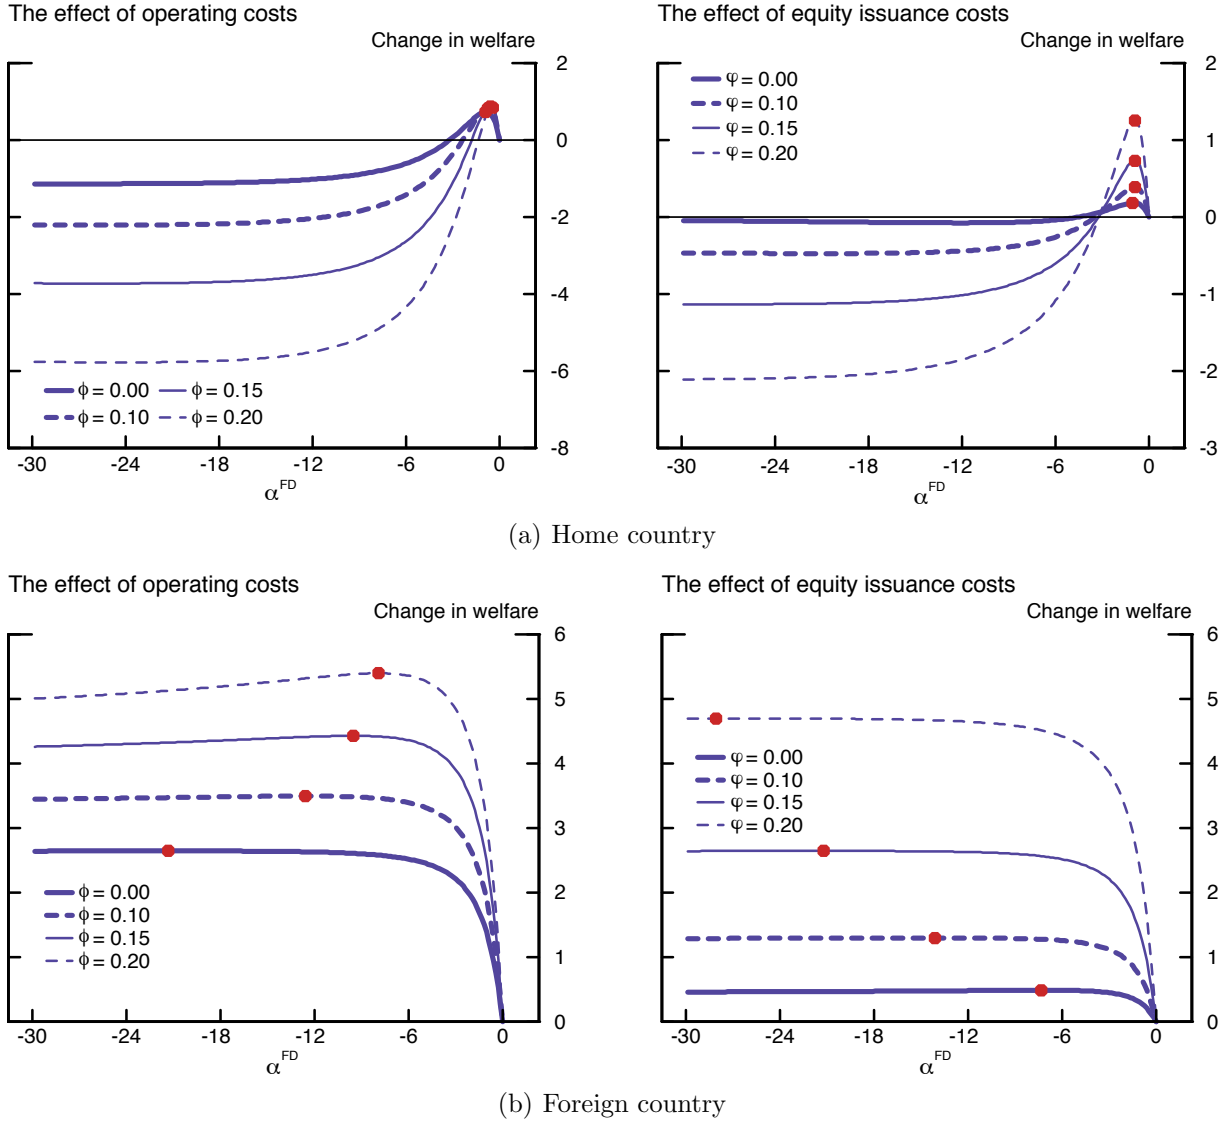 The effect of operating costs
Change in welfare
2
0
-2
-4
-6
-8
ϕ = 0.00
ϕ = 0.15
ϕ = 0.10
ϕ = 0.20
-30 -24 -18 -12 -6 0
α^FD
The effect of equity issuance costs
Change in welfare
φ = 0.00
φ = 0.10
φ = 0.15
φ = 0.20
2
1
0
-1
-2
-3
-30 -24 -18 -12 -6 0
α^FD
(a) Home country
The effect of operating costs
Change in welfare
6
5
4
3
2
1
0
ϕ = 0.00
ϕ = 0.10
ϕ = 0.15
ϕ = 0.20
-30 -24 -18 -12 -6 0
α^FD
The effect of equity issuance costs
Change in welfare
6
5
4
3
2
1
0
φ = 0.00
φ = 0.10
φ = 0.15
φ = 0.20
-30 -24 -18 -12 -6 0
α^FD
(b) Foreign country